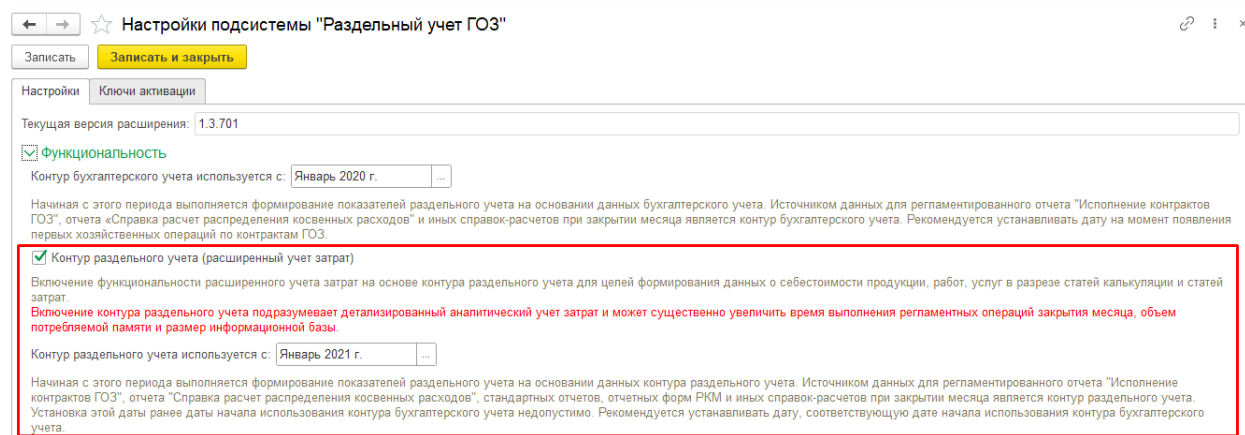 Настройки подсистемы "Раздельный учет ГОЗ"
Записать Записать и закрыть
Настройки Ключи активации
Текущая версия расширения: 1.3.701
Функциональность
Контур бухгалтерского учета используется с: Январь 2020 г. ...
Начиная с этого периода выполняется формирование показателей раздельного учета на основании данных бухгалтерского учета. Источником данных для регламентированного отчета "Исполнение контрактов
ГОЗ", отчета «Справка расчет распределения косвенных расходов" и иных справок-расчетов при закрытии месяца является контур бухгалтерского учета. Рекомендуется устанавливать дату на момент появления
первых хозяйственных операций по контрактам ГОЗ.
Контур раздельного учета (расширенный учет затрат)
Включение функциональности расширенного учета затрат на основе контура раздельного учета для целей формирования данных о себестоимости продукции, работ, услуг в разрезе статей калькуляции и статей
затрат.
Включение контура раздельного учета подразумевает детализированный аналитический учет затрат и может существенно увеличить время выполнения регламентных операций закрытия месяца, объем
потребляемой памяти и размер информационной базы.
Контур раздельного учета используется с: Январь 2021 г. ...
Начиная с этого периода выполняется формирование показателей раздельного учета на основании данных контура раздельного учета. Источником данных для регламентированного отчета "Исполнение
контрактов ГОЗ", отчета "Справка расчет распределения косвенных расходов", стандартных отчетов, отчетных форм РКМ и иных справок-расчетов при закрытии месяца является контур раздельного учета.
Установка этой даты ранее даты начала использования контура бухгалтерского учета недопустимо. Рекомендуется устанавливать дату, соответствующую дате начала использования контура бухгалтерского
учета.